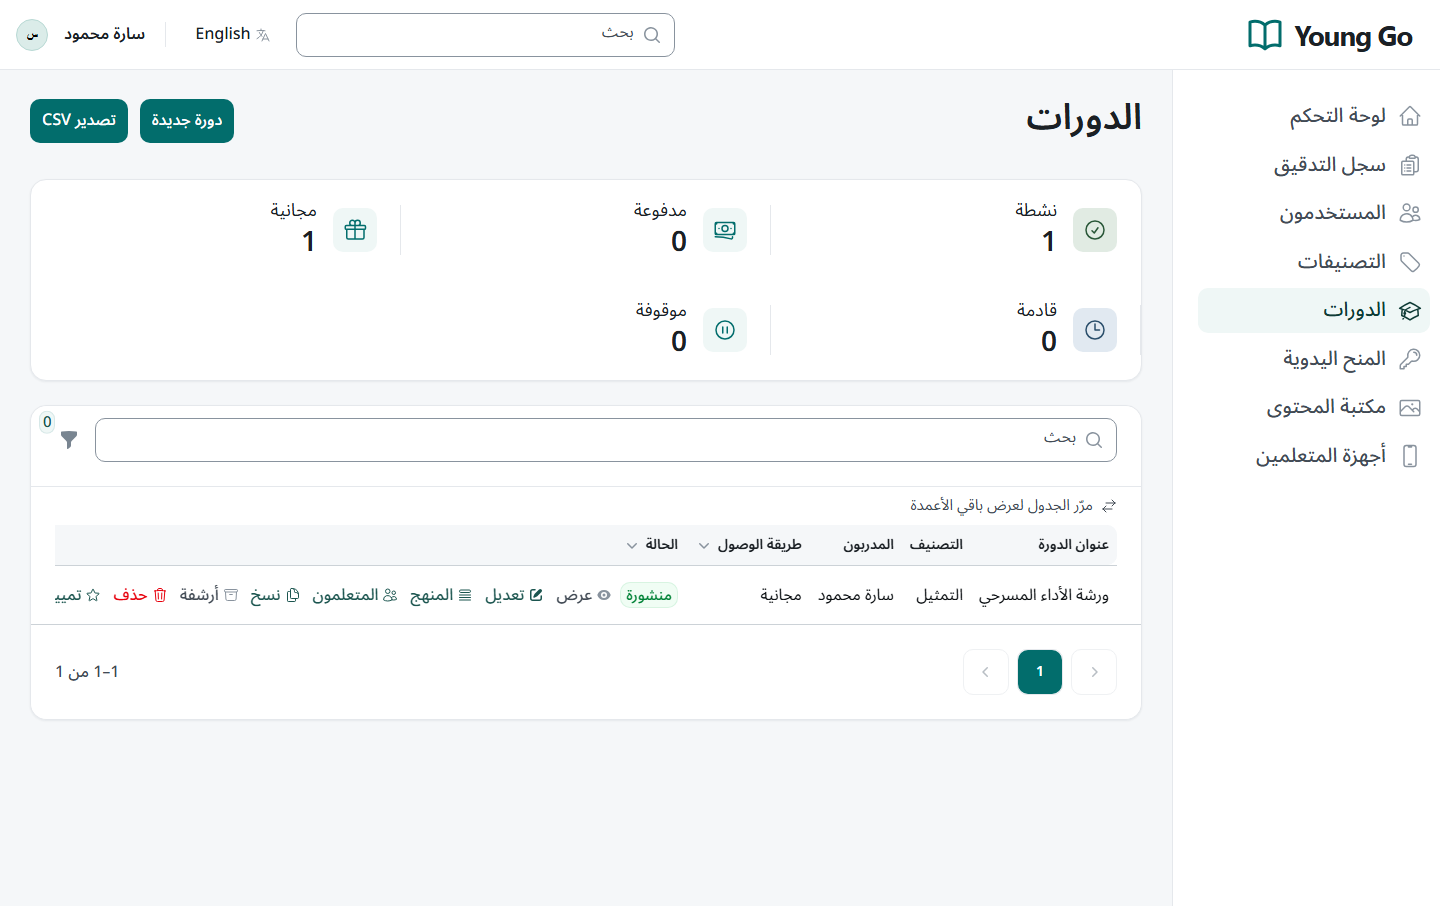 Young Go
بحث
English
سارة محمود
س
لوحة التحكم
سجل التدقيق
المستخدمون
التصنيفات
الدورات
المنح اليدوية
مكتبة المحتوى
أجهزة المتعلمين
الدورات
دورة جديدة
تصدير CSV
نشطة
1
مدفوعة
0
مجانية
1
قادمة
0
موقوفة
0
بحث
0
مرّر الجدول لعرض باقي الأعمدة
عنوان الدورة التصنيف المدربون طريقة الوصول الحالة
ورشة الأداء المسرحي التمثيل سارة محمود مجانية منشورة عرض تعديل المنهج المتعلمون نسخ أرشفة حذف
1
1–1 من 1